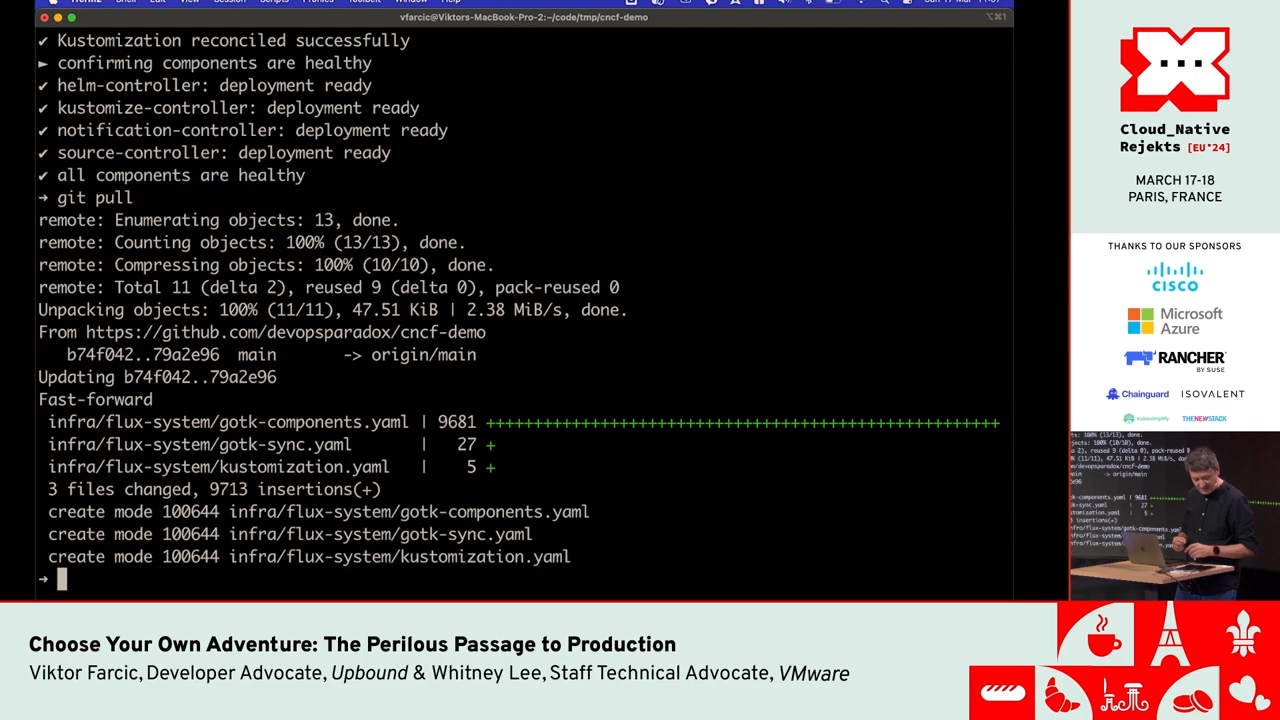 vfarcic@Viktors-MacBook-Pro-2:~/code/tmp/cncf-demo
⌥⌘1
✔ Kustomization reconciled successfully
► confirming components are healthy
✔ helm-controller: deployment ready
✔ kustomize-controller: deployment ready
✔ notification-controller: deployment ready
✔ source-controller: deployment ready
✔ all components are healthy
→ git pull
remote: Enumerating objects: 13, done.
remote: Counting objects: 100% (13/13), done.
remote: Compressing objects: 100% (10/10), done.
remote: Total 11 (delta 2), reused 9 (delta 0), pack-reused 0
Unpacking objects: 100% (11/11), 47.51 KiB | 2.38 MiB/s, done.
From https://github.com/devopsparadox/cncf-demo
b74f042..79a2e96 main -> origin/main
Updating b74f042..79a2e96
Fast-forward
infra/flux-system/gotk-components.yaml | 9681 ++++++++++++++++++++++++++++++++++++++++++++++++++++++
infra/flux-system/gotk-sync.yaml | 27 +
infra/flux-system/kustomization.yaml | 5 +
3 files changed, 9713 insertions(+)
create mode 100644 infra/flux-system/gotk-components.yaml
create mode 100644 infra/flux-system/gotk-sync.yaml
create mode 100644 infra/flux-system/kustomization.yaml
→
Cloud_Native
Rejekts [EU'24]
MARCH 17-18
PARIS, FRANCE
THANKS TO OUR SPONSORS
CISCO
Microsoft
Azure
RANCHER
BY SUSE
Chainguard ISOVALENT
kubesimplify THENEWSTACK
Choose Your Own Adventure: The Perilous Passage to Production
Viktor Farcic, Developer Advocate, Upbound & Whitney Lee, Staff Technical Advocate, VMware